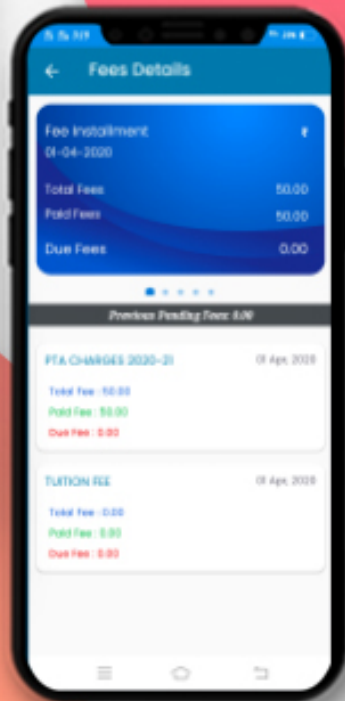 Fees Details
Fee Installment ₹
01-04-2020
Total Fees 50.00
Paid Fees 50.00
Due Fees 0.00
Previous Pending Fees: 0.00
PTA CHARGES 2020-21 01 Apr, 2020
Total Fee : 50.00
Paid Fee : 50.00
Due Fee : 0.00
TUITION FEE 01 Apr, 2020
Total Fee : 0.00
Paid Fee : 0.00
Due Fee : 0.00